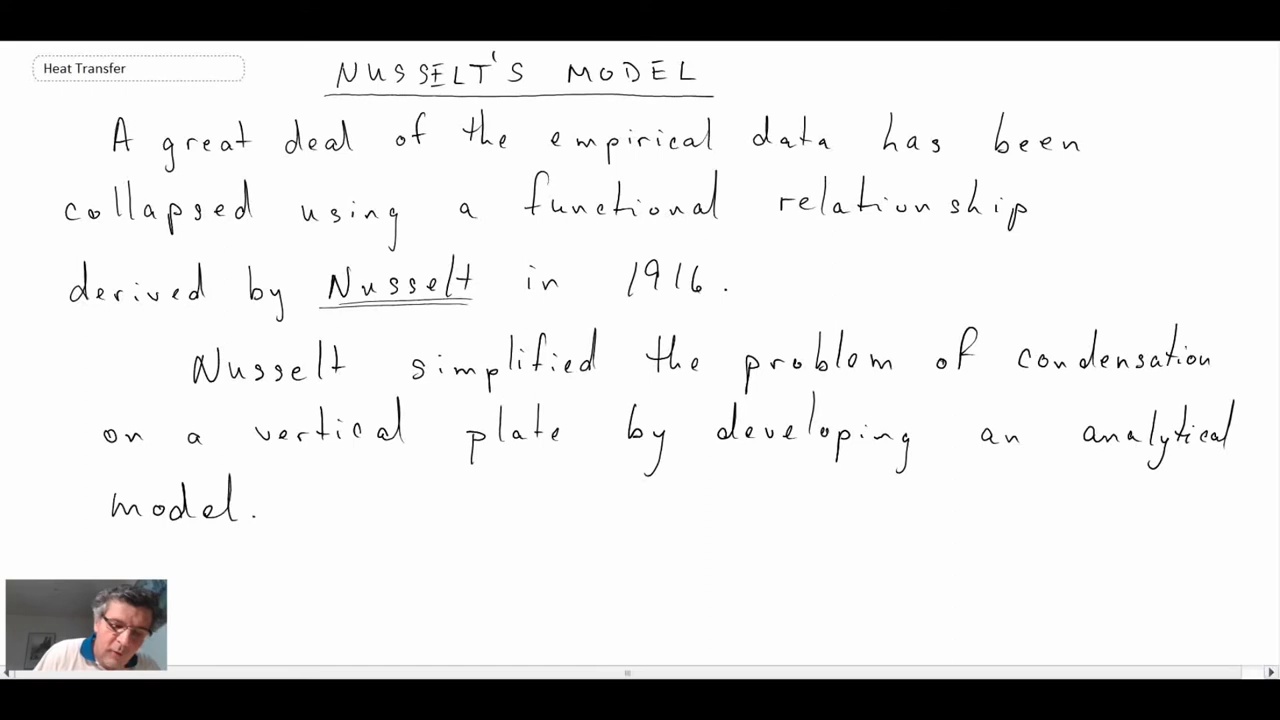 Heat Transfer
NUSSELT'S MODEL
A great deal of the empirical data has been
collapsed using a functional relationship
derived by Nusselt in 1916.
Nusselt simplified the problem of condensation
on a vertical plate by developing an analytical
model.